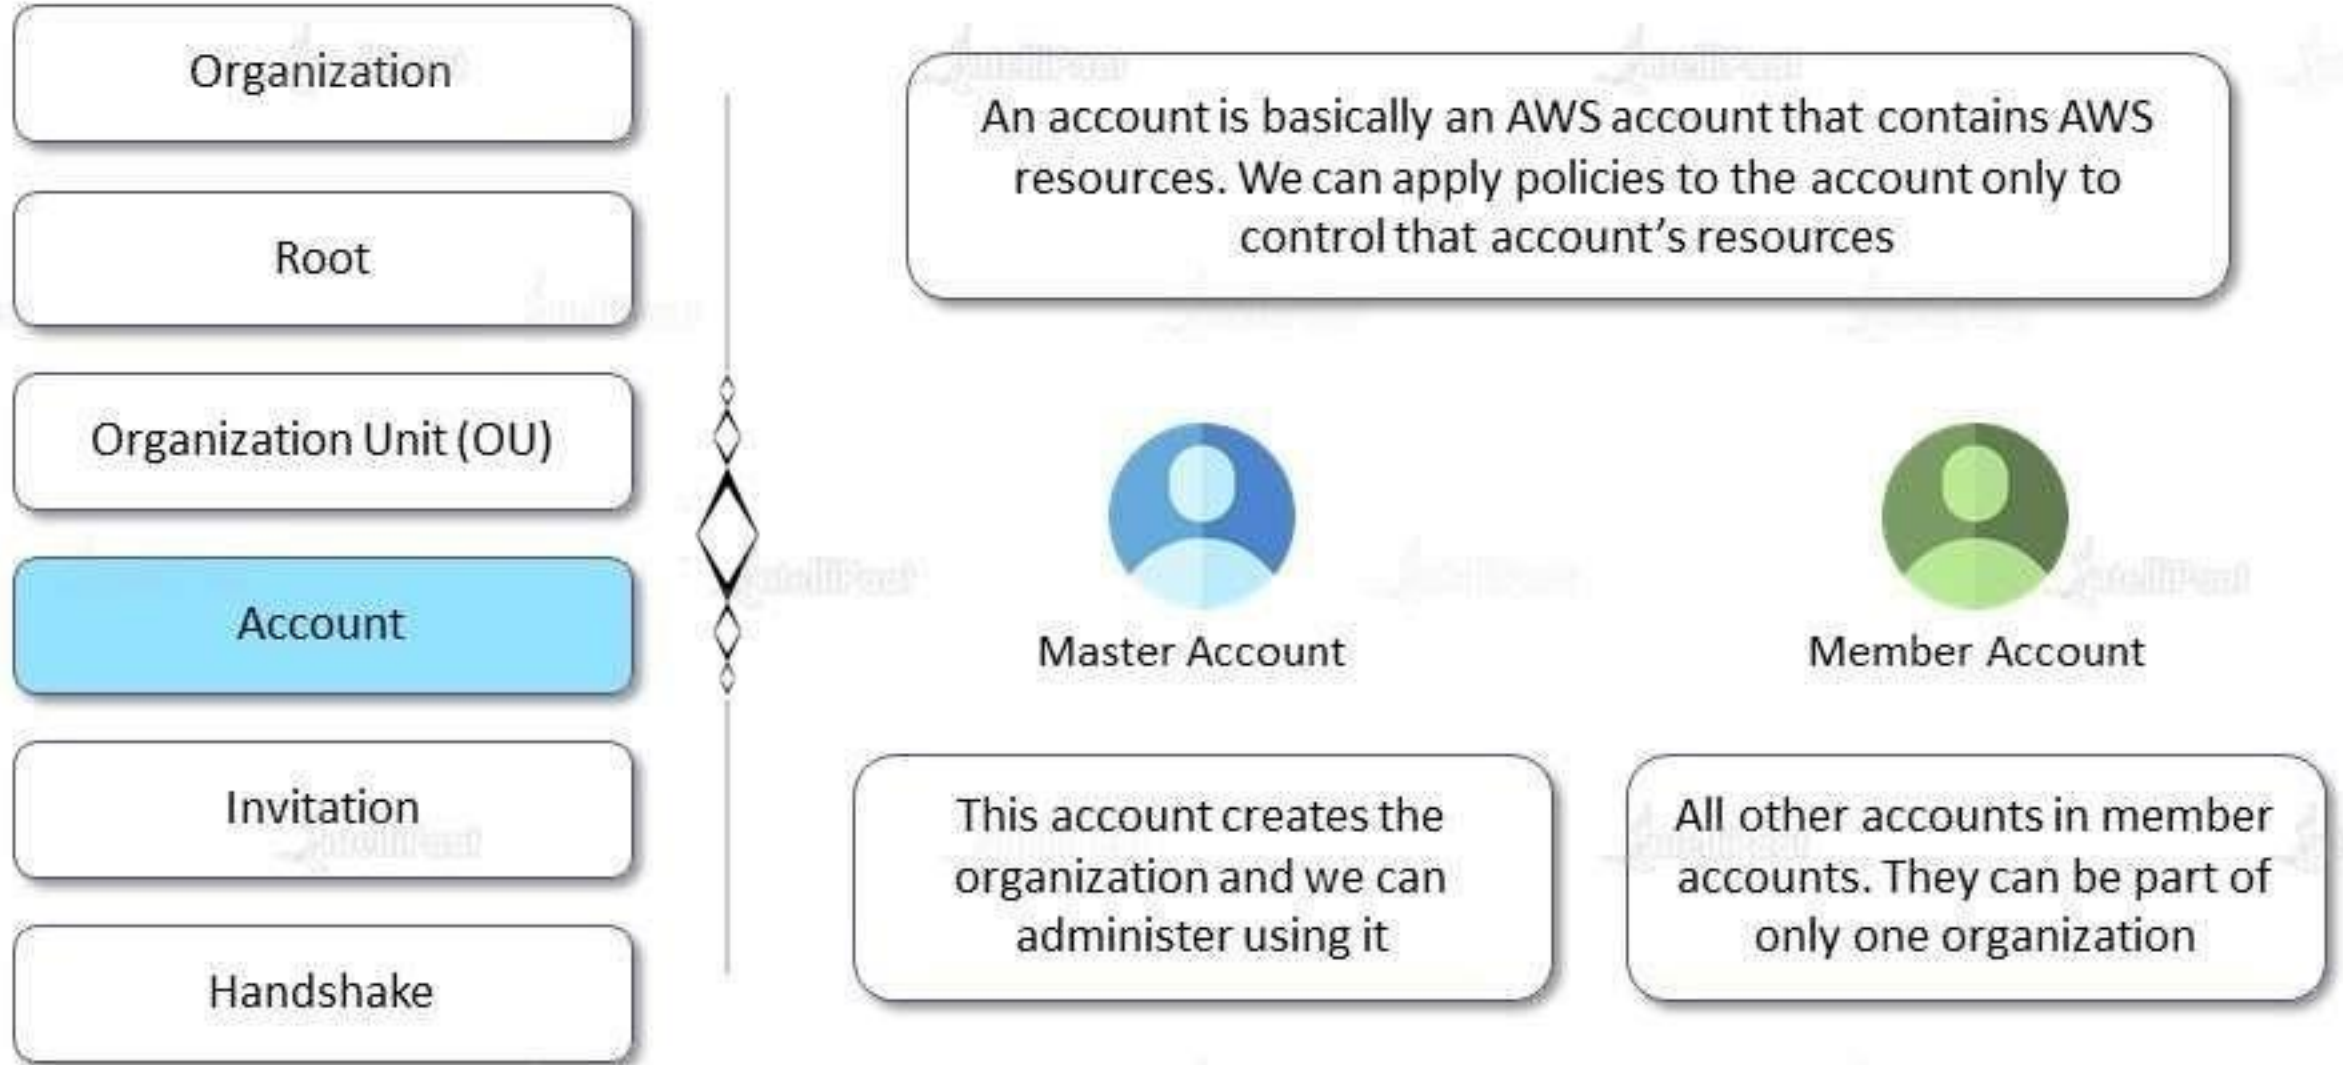 Organization
Root
Organization Unit (OU)
Account
Invitation
Handshake
An account is basically an AWS account that contains AWS
resources. We can apply policies to the account only to
control that account's resources
Master Account
Member Account
This account creates the
organization and we can
administer using it
All other accounts in member
accounts. They can be part of
only one organization